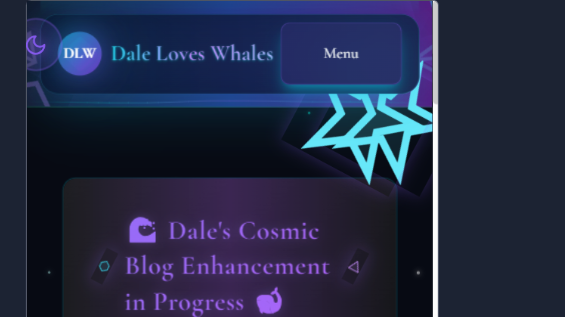 DLW Dale Loves Whales Menu
Dale's Cosmic
Blog Enhancement
in Progress